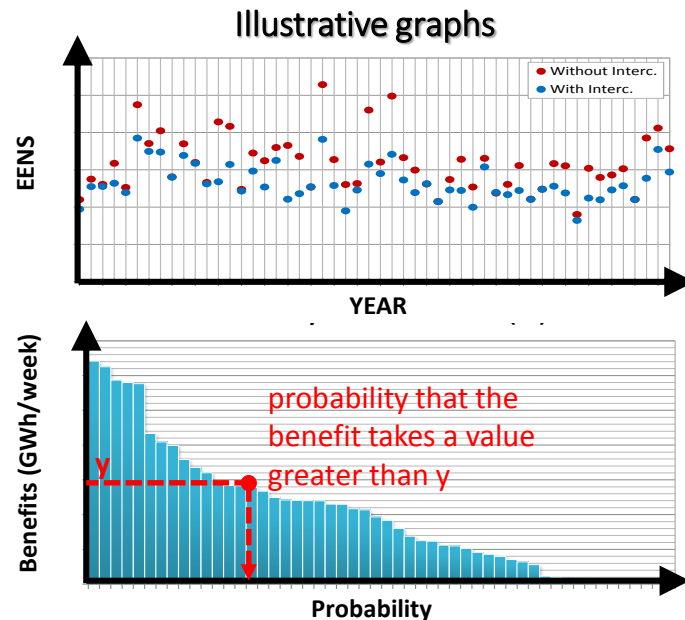 Illustrative graphs
Without Interc.
With Interc.
EENS
YEAR
Benefits (GWh/week)
y
probability that the
benefit takes a value
greater than y
Probability